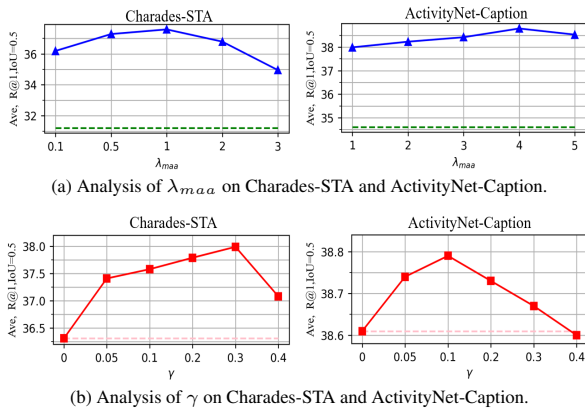 Charades-STA
ActivityNet-Caption
Ave, R@1,IoU=0.5
36
34
32
0.1 0.5 1 2 3
λmaa
Ave, R@1,IoU=0.5
38
37
36
35
1 2 3 4 5
λmaa
(a) Analysis of λmaa on Charades-STA and ActivityNet-Caption.
Charades-STA
ActivityNet-Caption
Ave, R@1,IoU=0.5
38.0
37.5
37.0
36.5
0 0.05 0.1 0.2 0.3 0.4
γ
Ave, R@1,IoU=0.5
38.8
38.7
38.6
0 0.05 0.1 0.2 0.3 0.4
γ
(b) Analysis of γ on Charades-STA and ActivityNet-Caption.